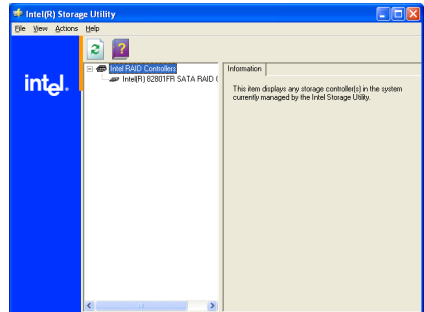 Intel(R) Storage Utility
File View Actions Help
intel.
Intel RAID Controllers
Intel(R) 82801FR SATA RAID (
Information
This item displays any storage controller(s) in the system
currently managed by the Intel Storage Utility.